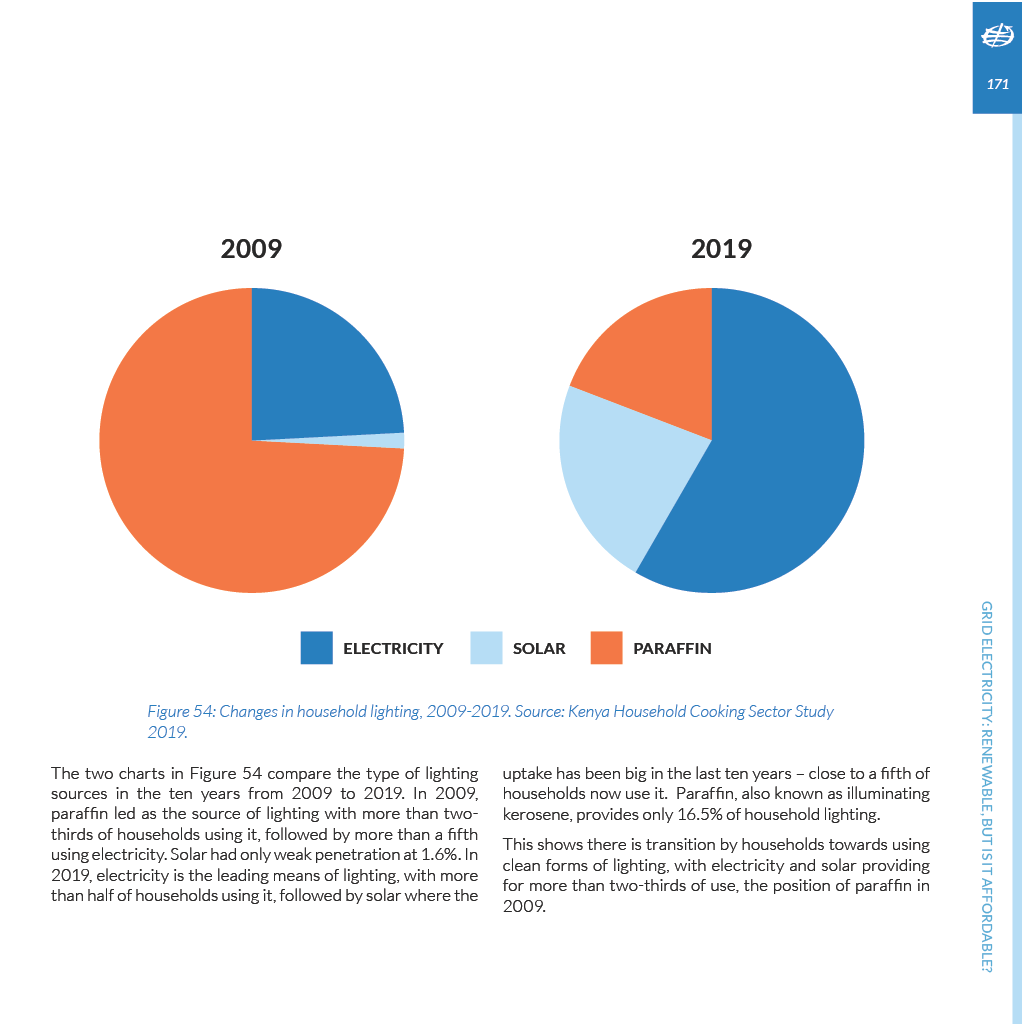 171
2009
2019
ELECTRICITY
SOLAR
PARAFFIN
Figure 54: Changes in household lighting, 2009-2019. Source: Kenya Household Cooking Sector Study
2019.
The two charts in Figure 54 compare the type of lighting
sources in the ten years from 2009 to 2019. In 2009,
paraffin led as the source of lighting with more than two-
thirds of households using it, followed by more than a fifth
using electricity. Solar had only weak penetration at 1.6%. In
2019, electricity is the leading means of lighting, with more
than half of households using it, followed by solar where the
uptake has been big in the last ten years – close to a fifth of
households now use it. Paraffin, also known as illuminating
kerosene, provides only 16.5% of household lighting.
This shows there is transition by households towards using
clean forms of lighting, with electricity and solar providing
for more than two-thirds of use, the position of paraffin in
2009.
GRID ELECTRICITY: RENEWABLE, BUT IS IT AFFORDABLE?